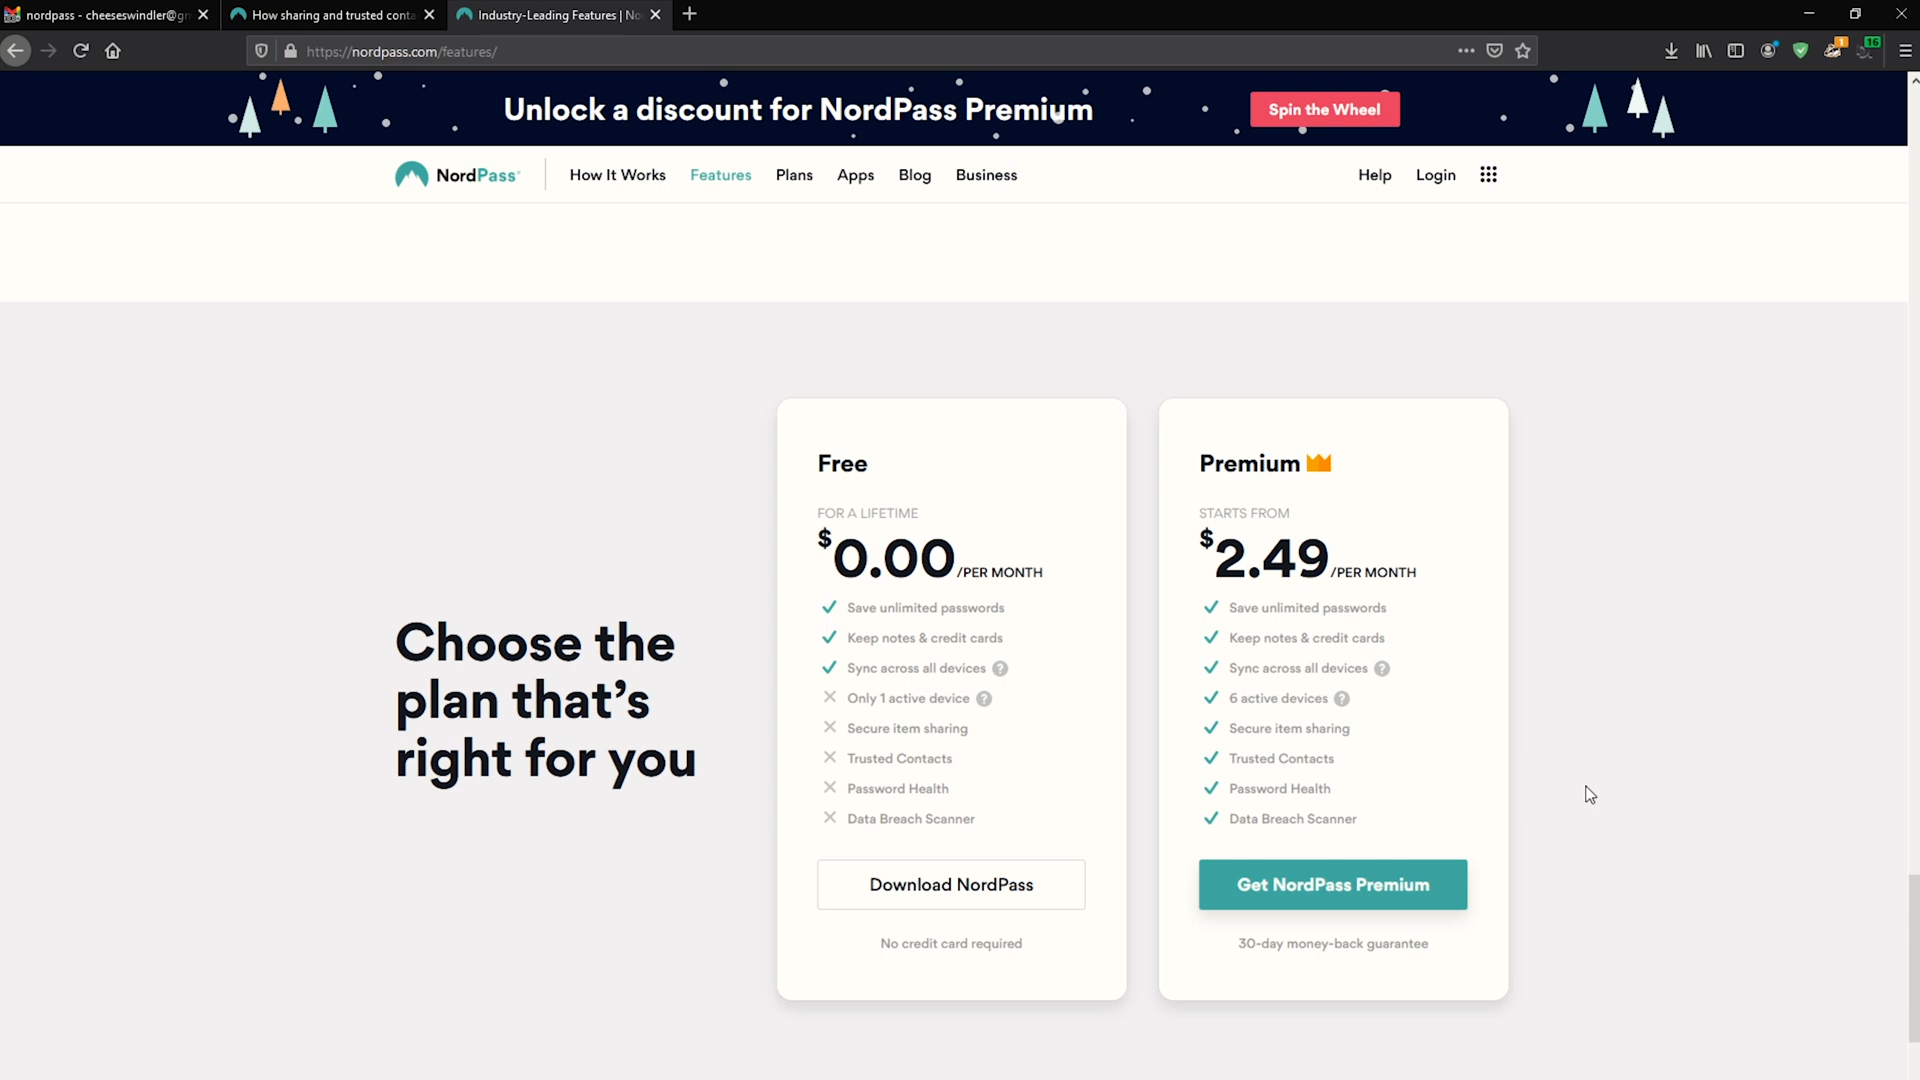 nordpass - cheeseswindler@gm
How sharing and trusted conta
Industry-Leading Features | No
https://nordpass.com/features/
1
16
Unlock a discount for NordPass Premium
Spin the Wheel
NordPass
How It Works
Features
Plans
Apps
Blog
Business
Help
Login
Choose the
plan that's
right for you
Free
FOR A LIFETIME
$0.00/PER MONTH
Save unlimited passwords
Keep notes & credit cards
Sync across all devices ?
Only 1 active device ?
Secure item sharing
Trusted Contacts
Password Health
Data Breach Scanner
Download NordPass
No credit card required
Premium
STARTS FROM
$2.49/PER MONTH
Save unlimited passwords
Keep notes & credit cards
Sync across all devices ?
6 active devices ?
Secure item sharing
Trusted Contacts
Password Health
Data Breach Scanner
Get NordPass Premium
30-day money-back guarantee